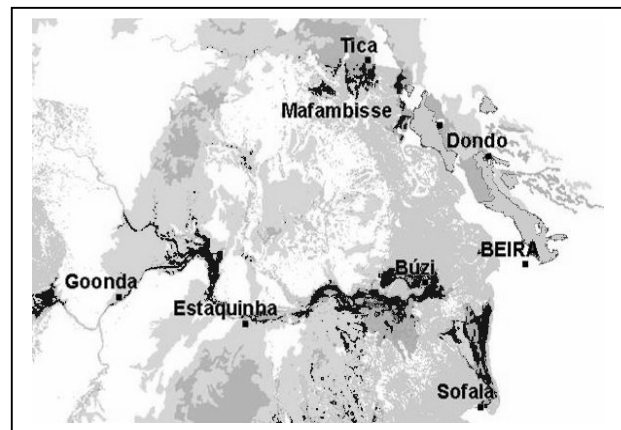 Tica
Mafambisse
Dondo
BEIRA
Búzi
Goonda
Estaquinha
Sofala